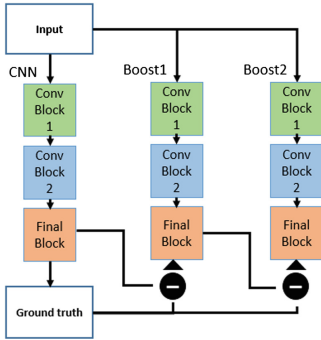 Input
CNN
Boost1
Boost2
Conv
Block
1
Conv
Block
1
Conv
Block
1
Conv
Block
2
Conv
Block
2
Conv
Block
2
Final
Block
Final
Block
Final
Block
Ground truth